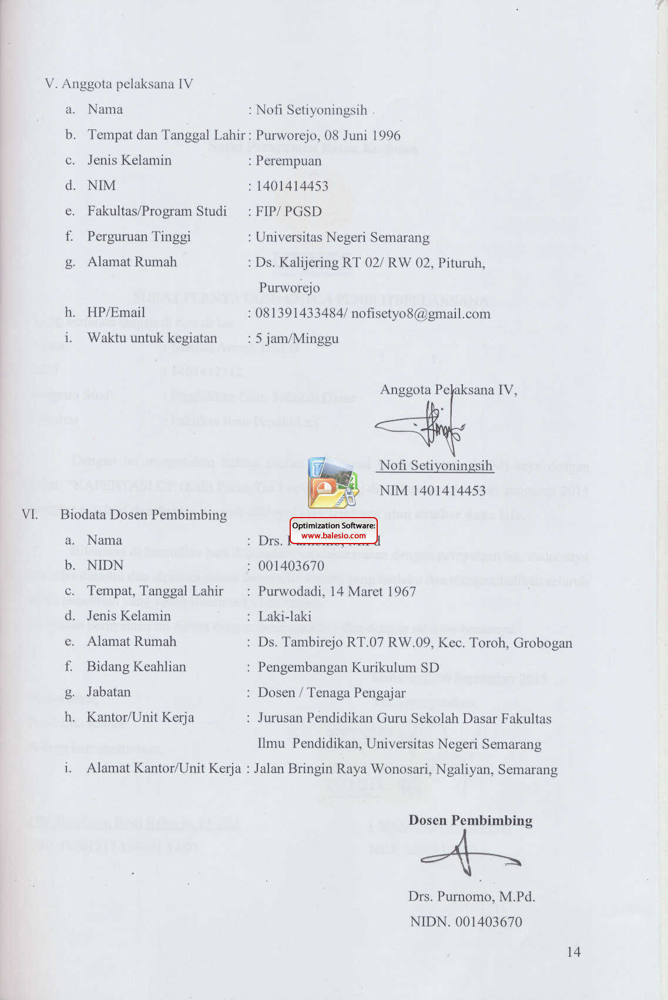 V. Anggota pelaksana IV
a. Nama : Nofi Setiyoningsih
b. Tempat dan Tanggal Lahir : Purworejo, 08 Juni 1996
c. Jenis Kelamin : Perempuan
d. NIM : 1401414453
e. Fakultas/Program Studi : FIP/ PGSD
f. Perguruan Tinggi : Universitas Negeri Semarang
g. Alamat Rumah : Ds. Kalijering RT 02/ RW 02, Pituruh,
Purworejo
h. HP/Email : 081391433484/ nofisetyo8@gmail.com
i. Waktu untuk kegiatan : 5 jam/Minggu
Anggota Pelaksana IV,
Nofi Setiyoningsih
NIM 1401414453
VI. Biodata Dosen Pembimbing
Optimization Software:
www.balesio.com
a. Nama : Drs. Purnomo, M.Pd
b. NIDN : 001403670
c. Tempat, Tanggal Lahir : Purwodadi, 14 Maret 1967
d. Jenis Kelamin : Laki-laki
e. Alamat Rumah : Ds. Tambirejo RT.07 RW.09, Kec. Toroh, Grobogan
f. Bidang Keahlian : Pengembangan Kurikulum SD
g. Jabatan : Dosen / Tenaga Pengajar
h. Kantor/Unit Kerja : Jurusan Pendidikan Guru Sekolah Dasar Fakultas
Ilmu Pendidikan, Universitas Negeri Semarang
i. Alamat Kantor/Unit Kerja : Jalan Bringin Raya Wonosari, Ngaliyan, Semarang
Dosen Pembimbing
Drs. Purnomo, M.Pd.
NIDN. 001403670
14